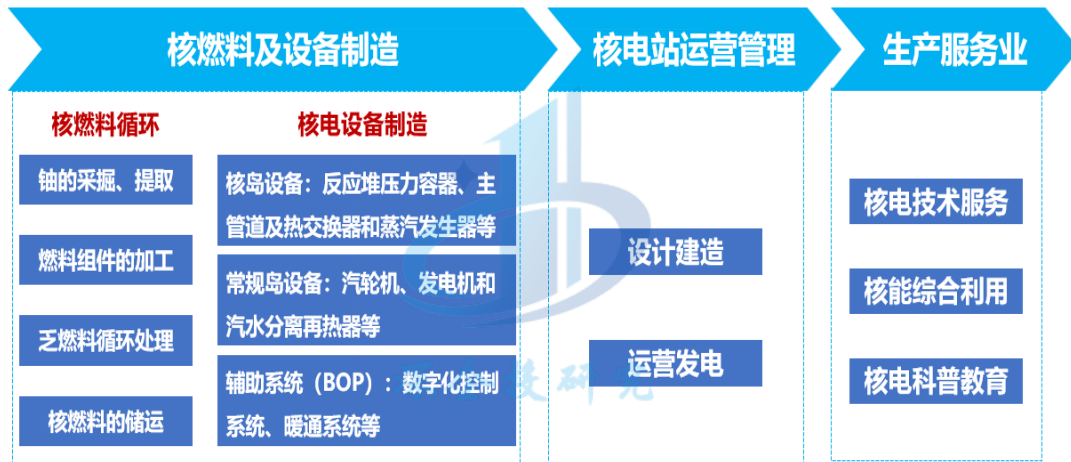 核燃料及设备制造
核电站运营管理
生产服务业
核燃料循环
铀的采掘、提取
燃料组件的加工
乏燃料循环处理
核燃料的储运
核电设备制造
核岛设备：反应堆压力容器、主
管道及热交换器和蒸汽发生器等
常规岛设备：汽轮机、发电机和
汽水分离再热器等
辅助系统（BOP）：数字化控制
系统、暖通系统等
设计建造
运营发电
核电技术服务
核能综合利用
核电科普教育
研究